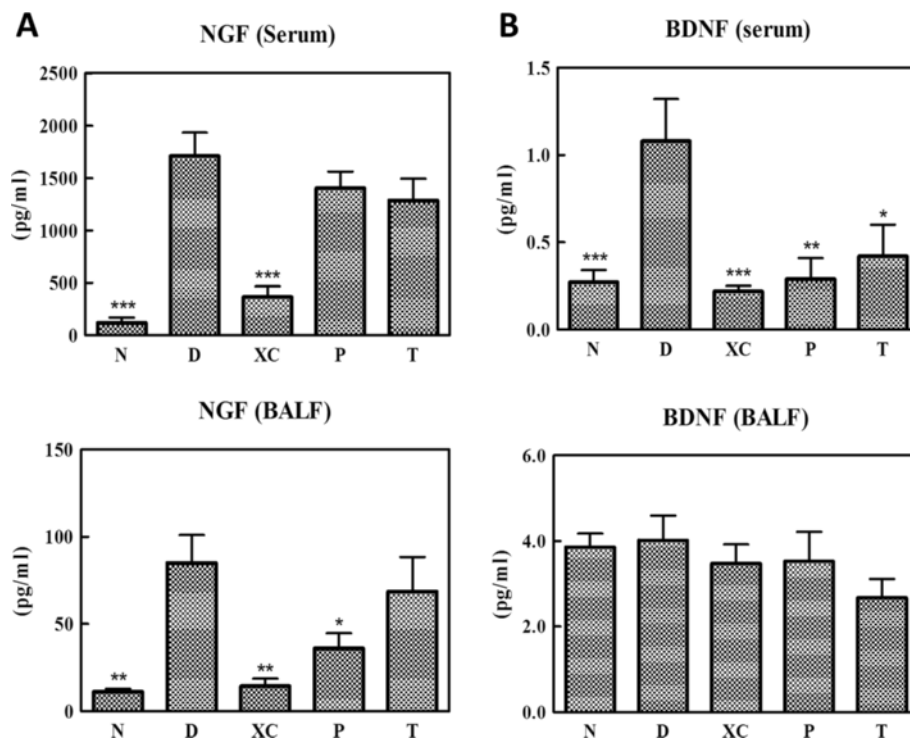 A
NGF (Serum)
(pg/ml)
2500
2000
1500
1000
500
0
***
***
N D XC P T
B
BDNF (serum)
(pg/ml)
1.5
1.0
0.5
0.0
***
***
**
*
N D XC P T
NGF (BALF)
(pg/ml)
150
100
50
0
**
**
*
N D XC P T
BDNF (BALF)
(pg/ml)
6.0
4.0
2.0
0.0
N D XC P T